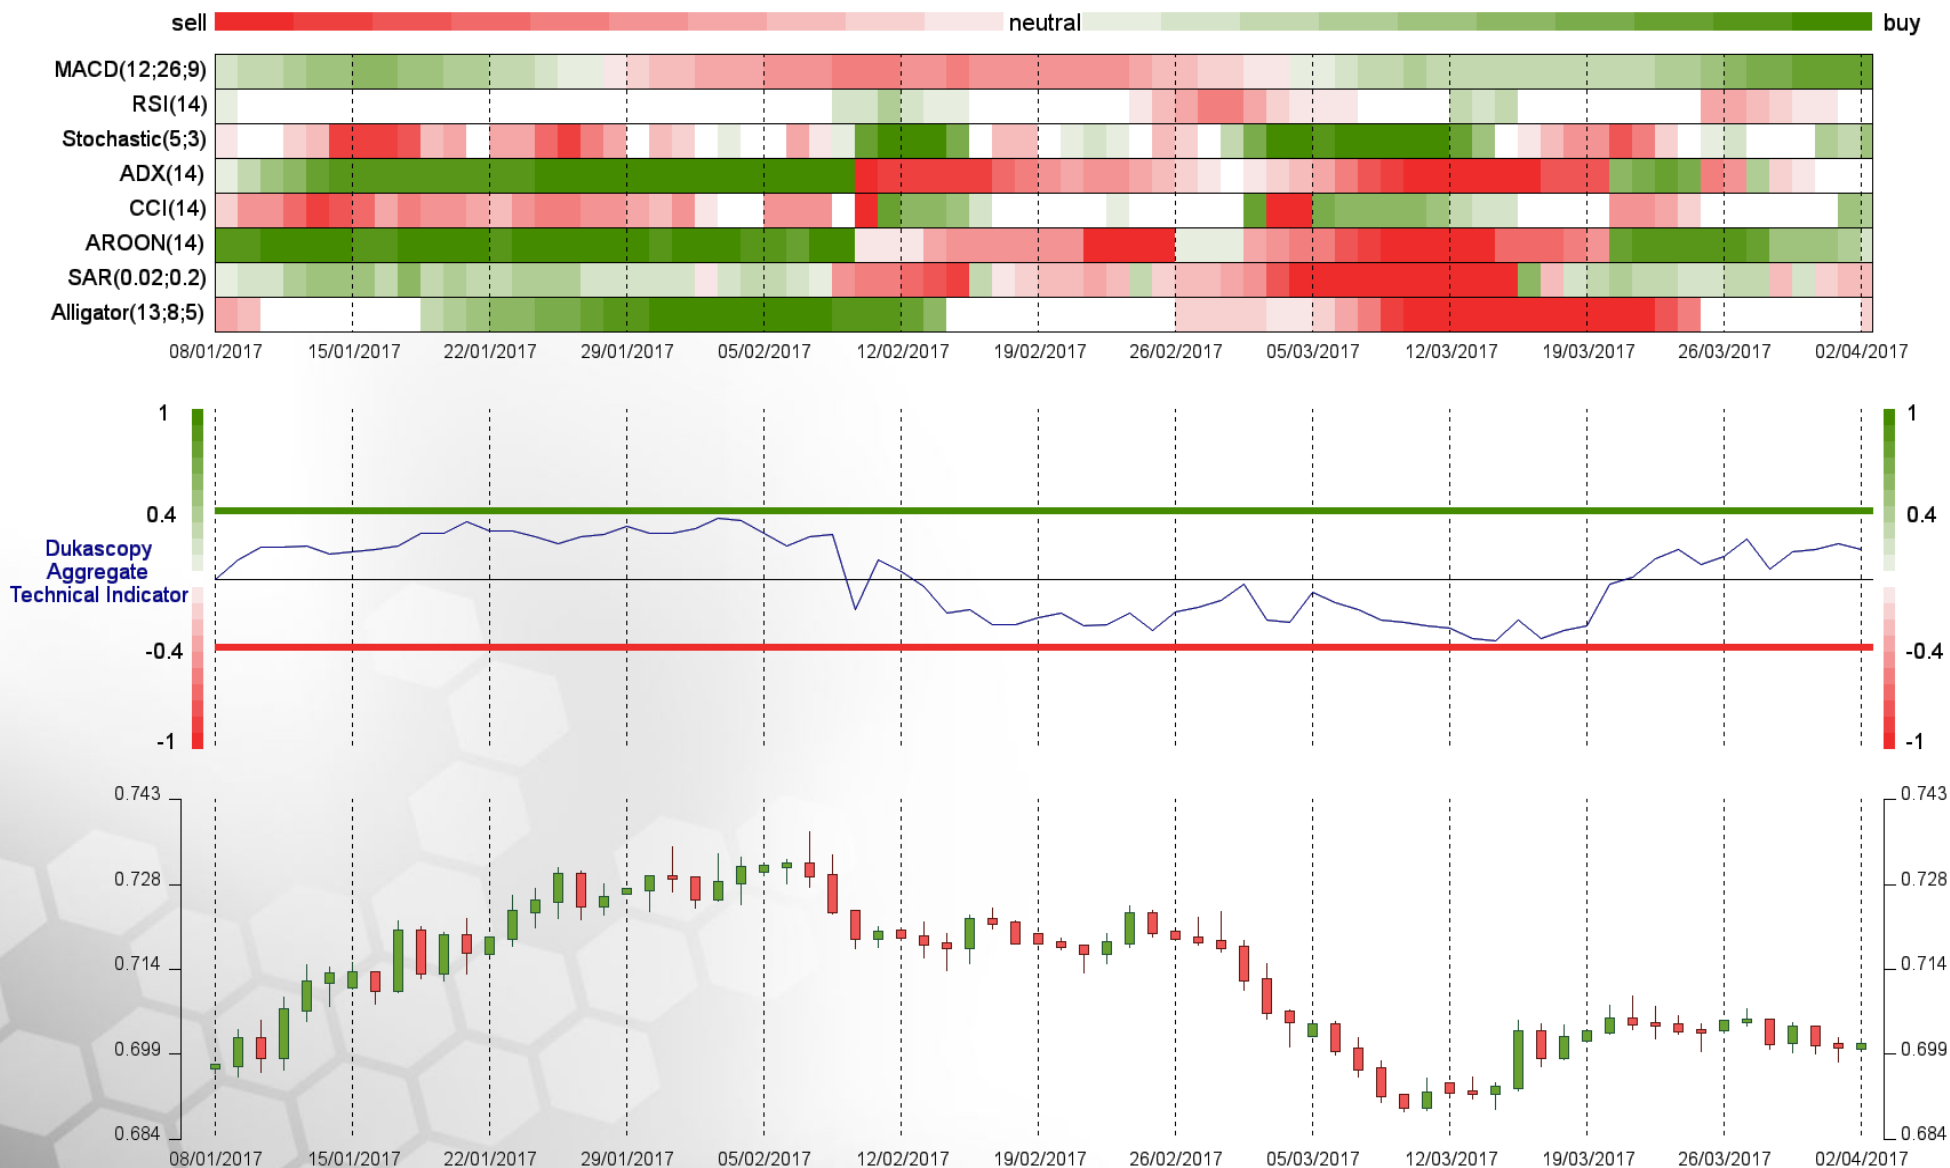 sell neutral buy
MACD(12;26;9)
RSI(14)
Stochastic(5;3)
ADX(14)
CCI(14)
AROON(14)
SAR(0.02;0.2)
Alligator(13;8;5)
08/01/2017 15/01/2017 22/01/2017 29/01/2017 05/02/2017 12/02/2017 19/02/2017 26/02/2017 05/03/2017 12/03/2017 19/03/2017 26/03/2017 02/04/2017
1 1
0.4 0.4
Dukascopy
Aggregate
Technical Indicator
-0.4 -0.4
-1 -1
0.743 0.743
0.728 0.728
0.714 0.714
0.699 0.699
0.684 0.684
08/01/2017 15/01/2017 22/01/2017 29/01/2017 05/02/2017 12/02/2017 19/02/2017 26/02/2017 05/03/2017 12/03/2017 19/03/2017 26/03/2017 02/04/2017